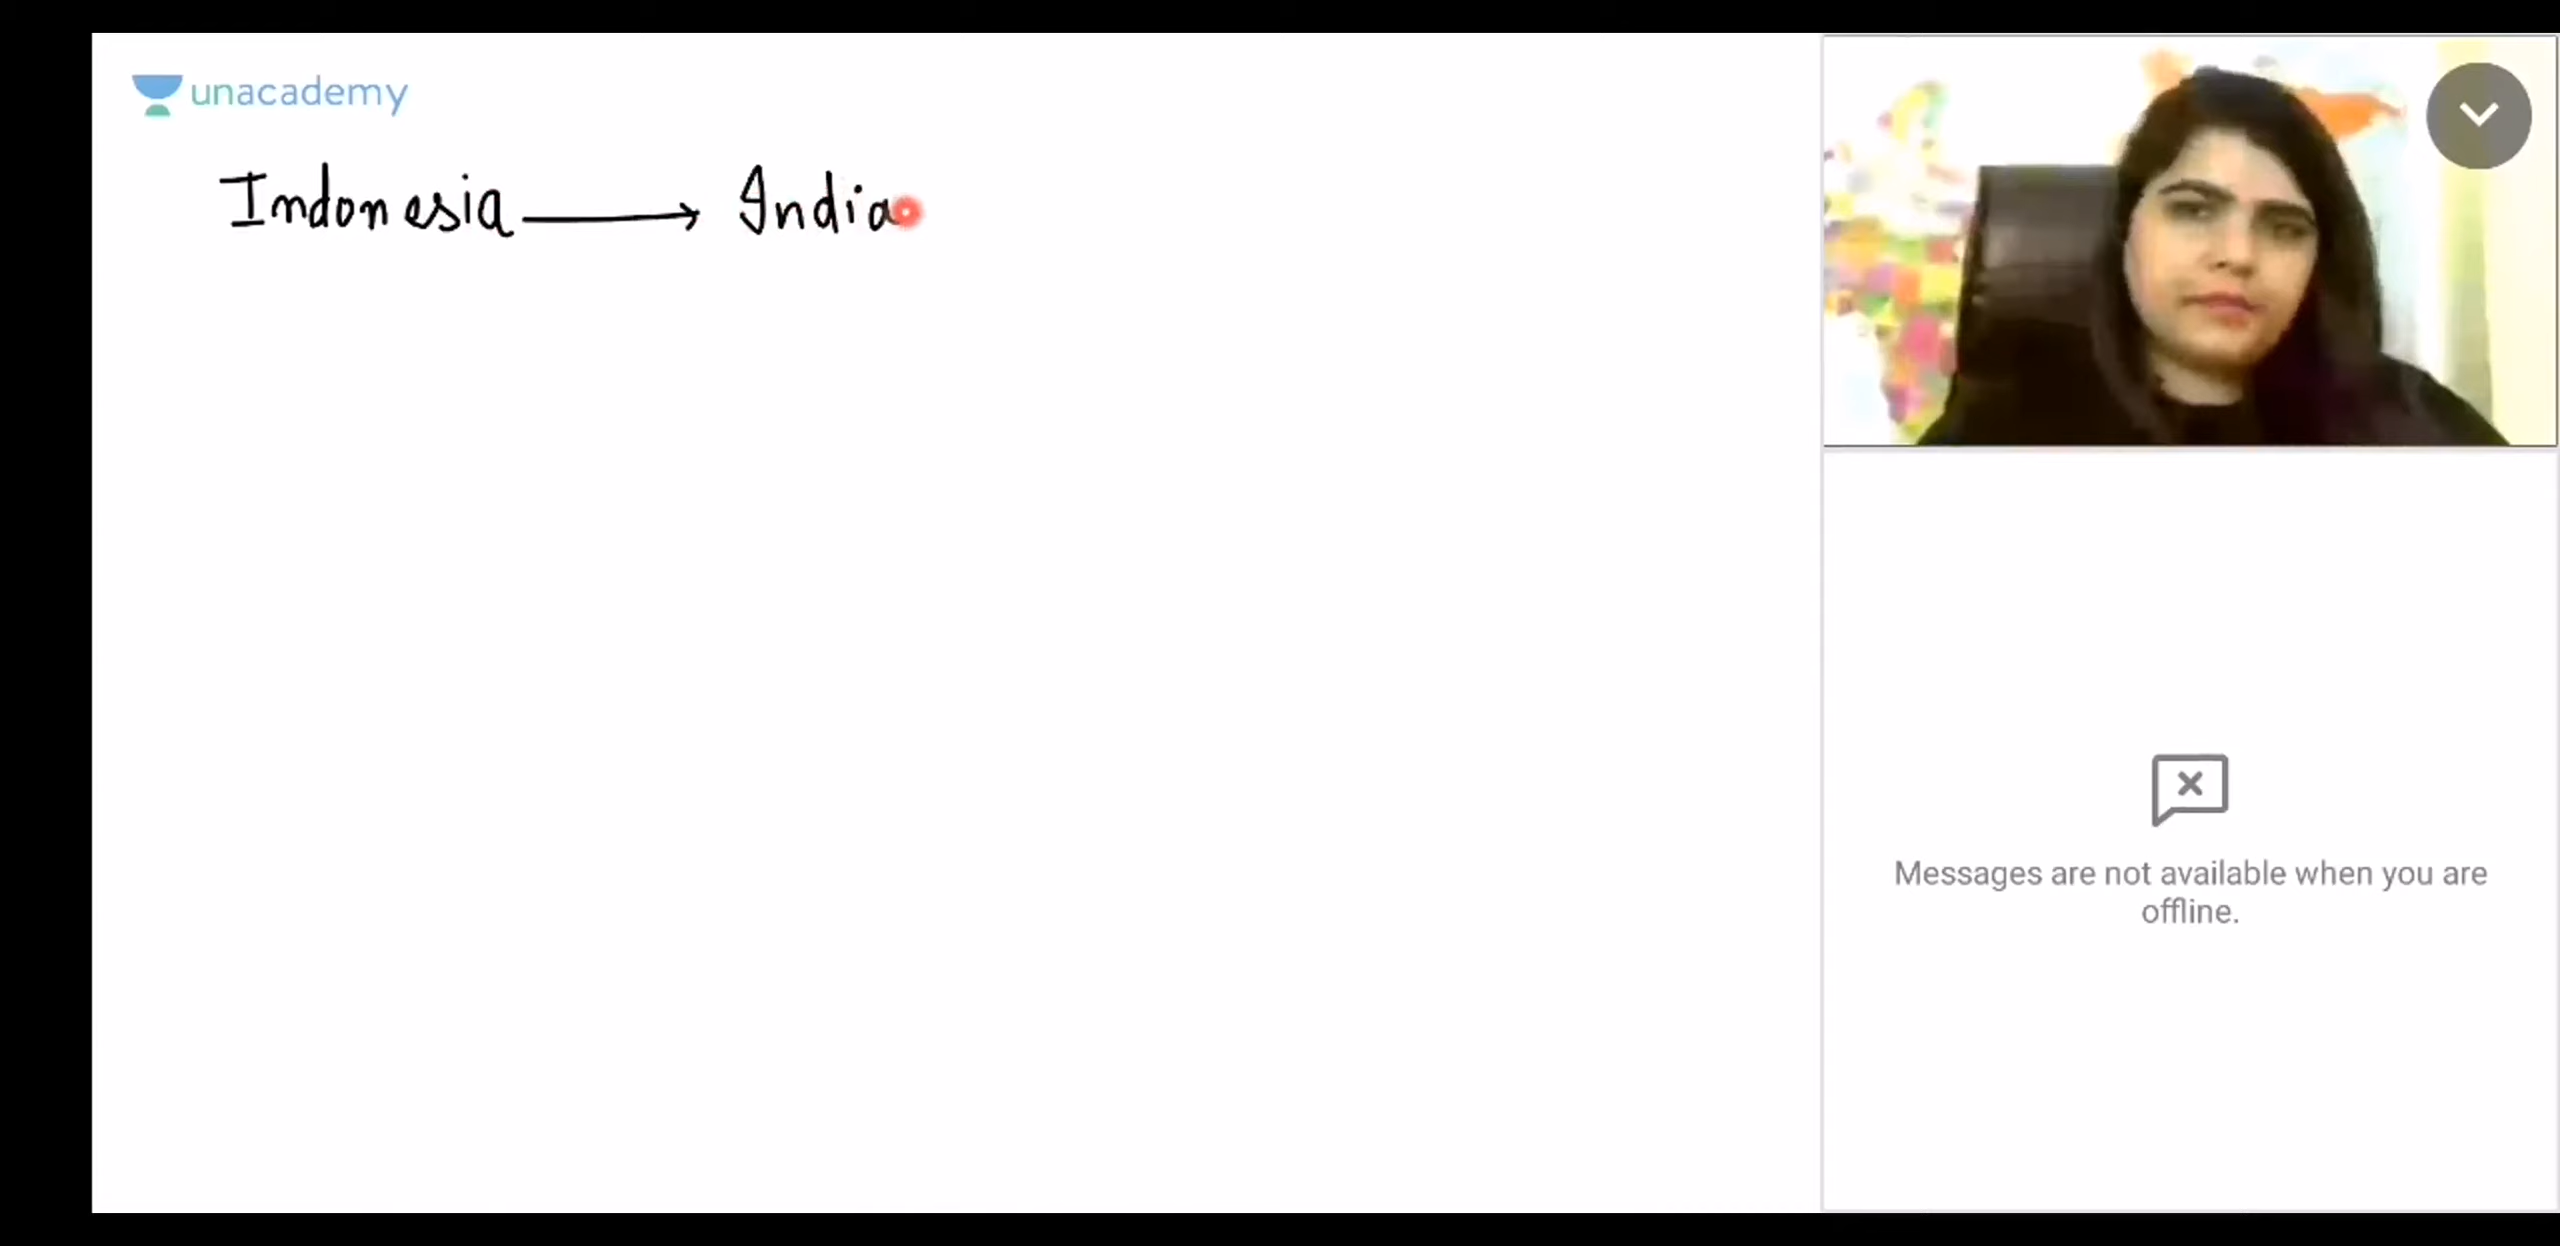 unacademy
Indonesia → India
Messages are not available when you are
offline.